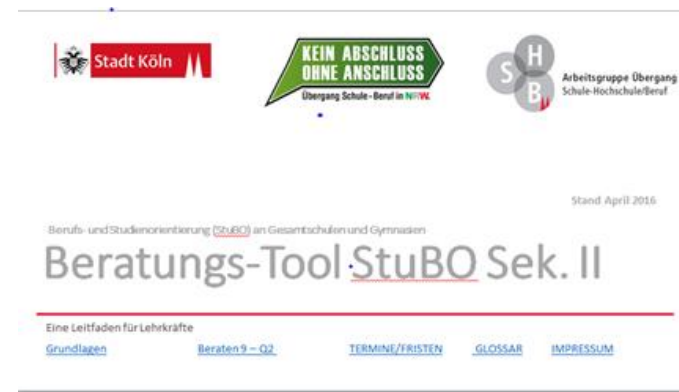 Stadt Köln
KEIN ABSCHLUSS
OHNE ANSCHLUSS
Übergang Schule-Beruf in NRW.
S H B
Arbeitsgruppe Übergang
Schule-Hochschule/Beruf
Stand April 2016
Berufs- und Studienorientierung (StuBO) an Gesamtschulen und Gymnasien
Beratungs-Tool StuBO Sek. II
Eine Leitfaden für Lehrkräfte
Grundlagen Beraten 9 – Q2 TERMINE/FRISTEN GLOSSAR IMPRESSUM